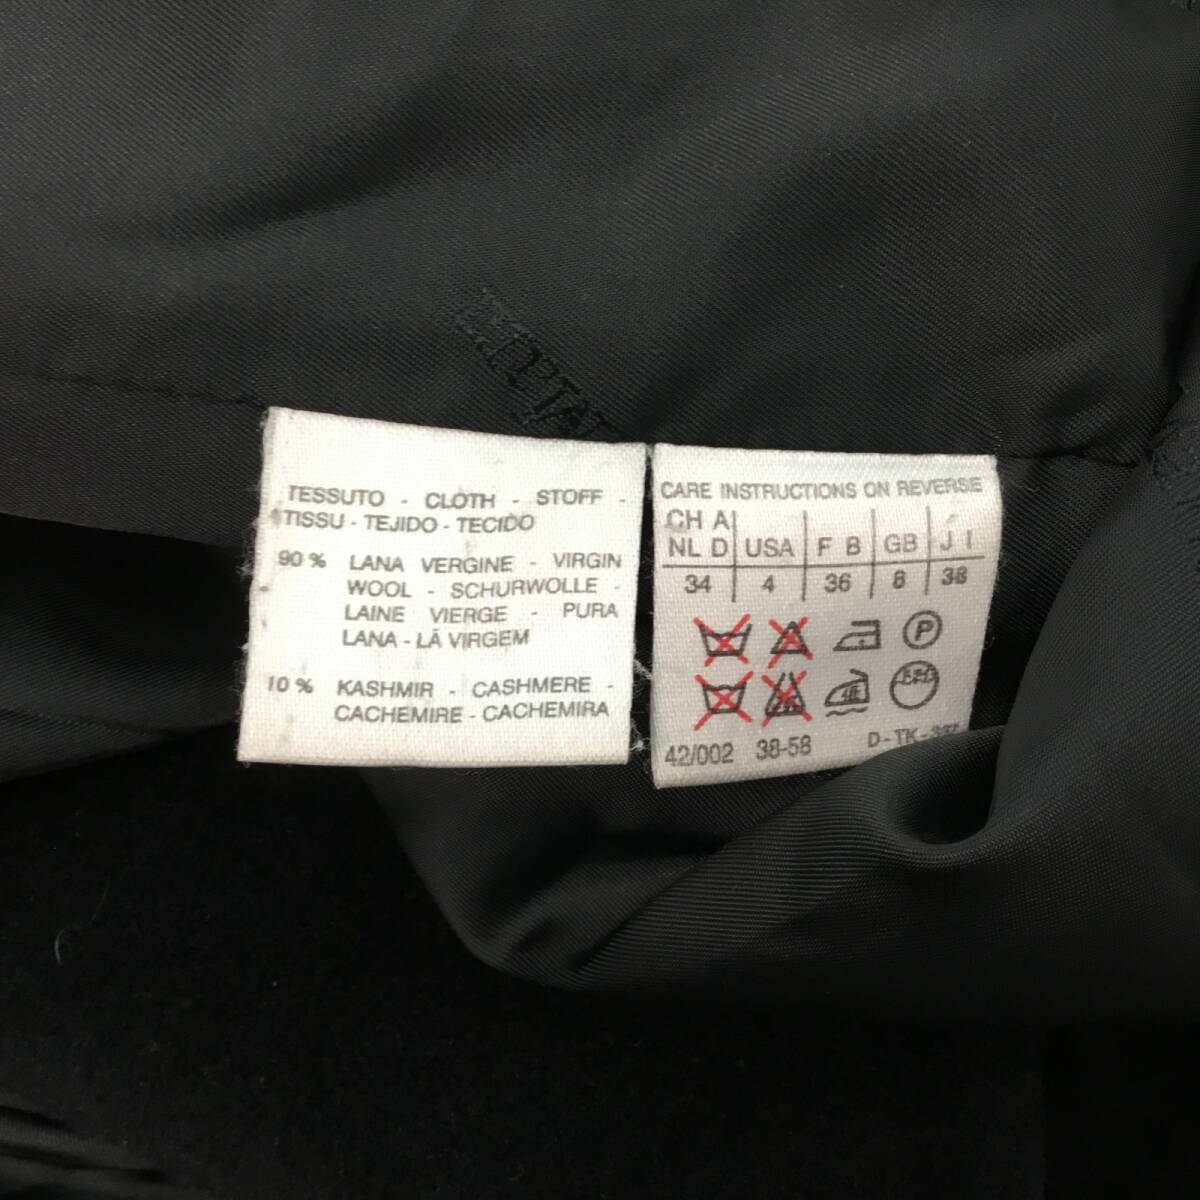 TESSUTO - CLOTH - STOFF -
TISSU - TEJIDO - TECIDO
90 % LANA VERGINE - VIRGIN
WOOL - SCHURWOLLE -
LAINE VIERGE - PURA
LANA - LÃ VIRGEM
10 % KASHMIR - CASHMERE -
CACHEMIRE - CACHEMIRA
CARE INSTRUCTIONS ON REVERSE
CH A
NL D USA F B GB J I
34 4 36 8 38
P
42/002 38-58